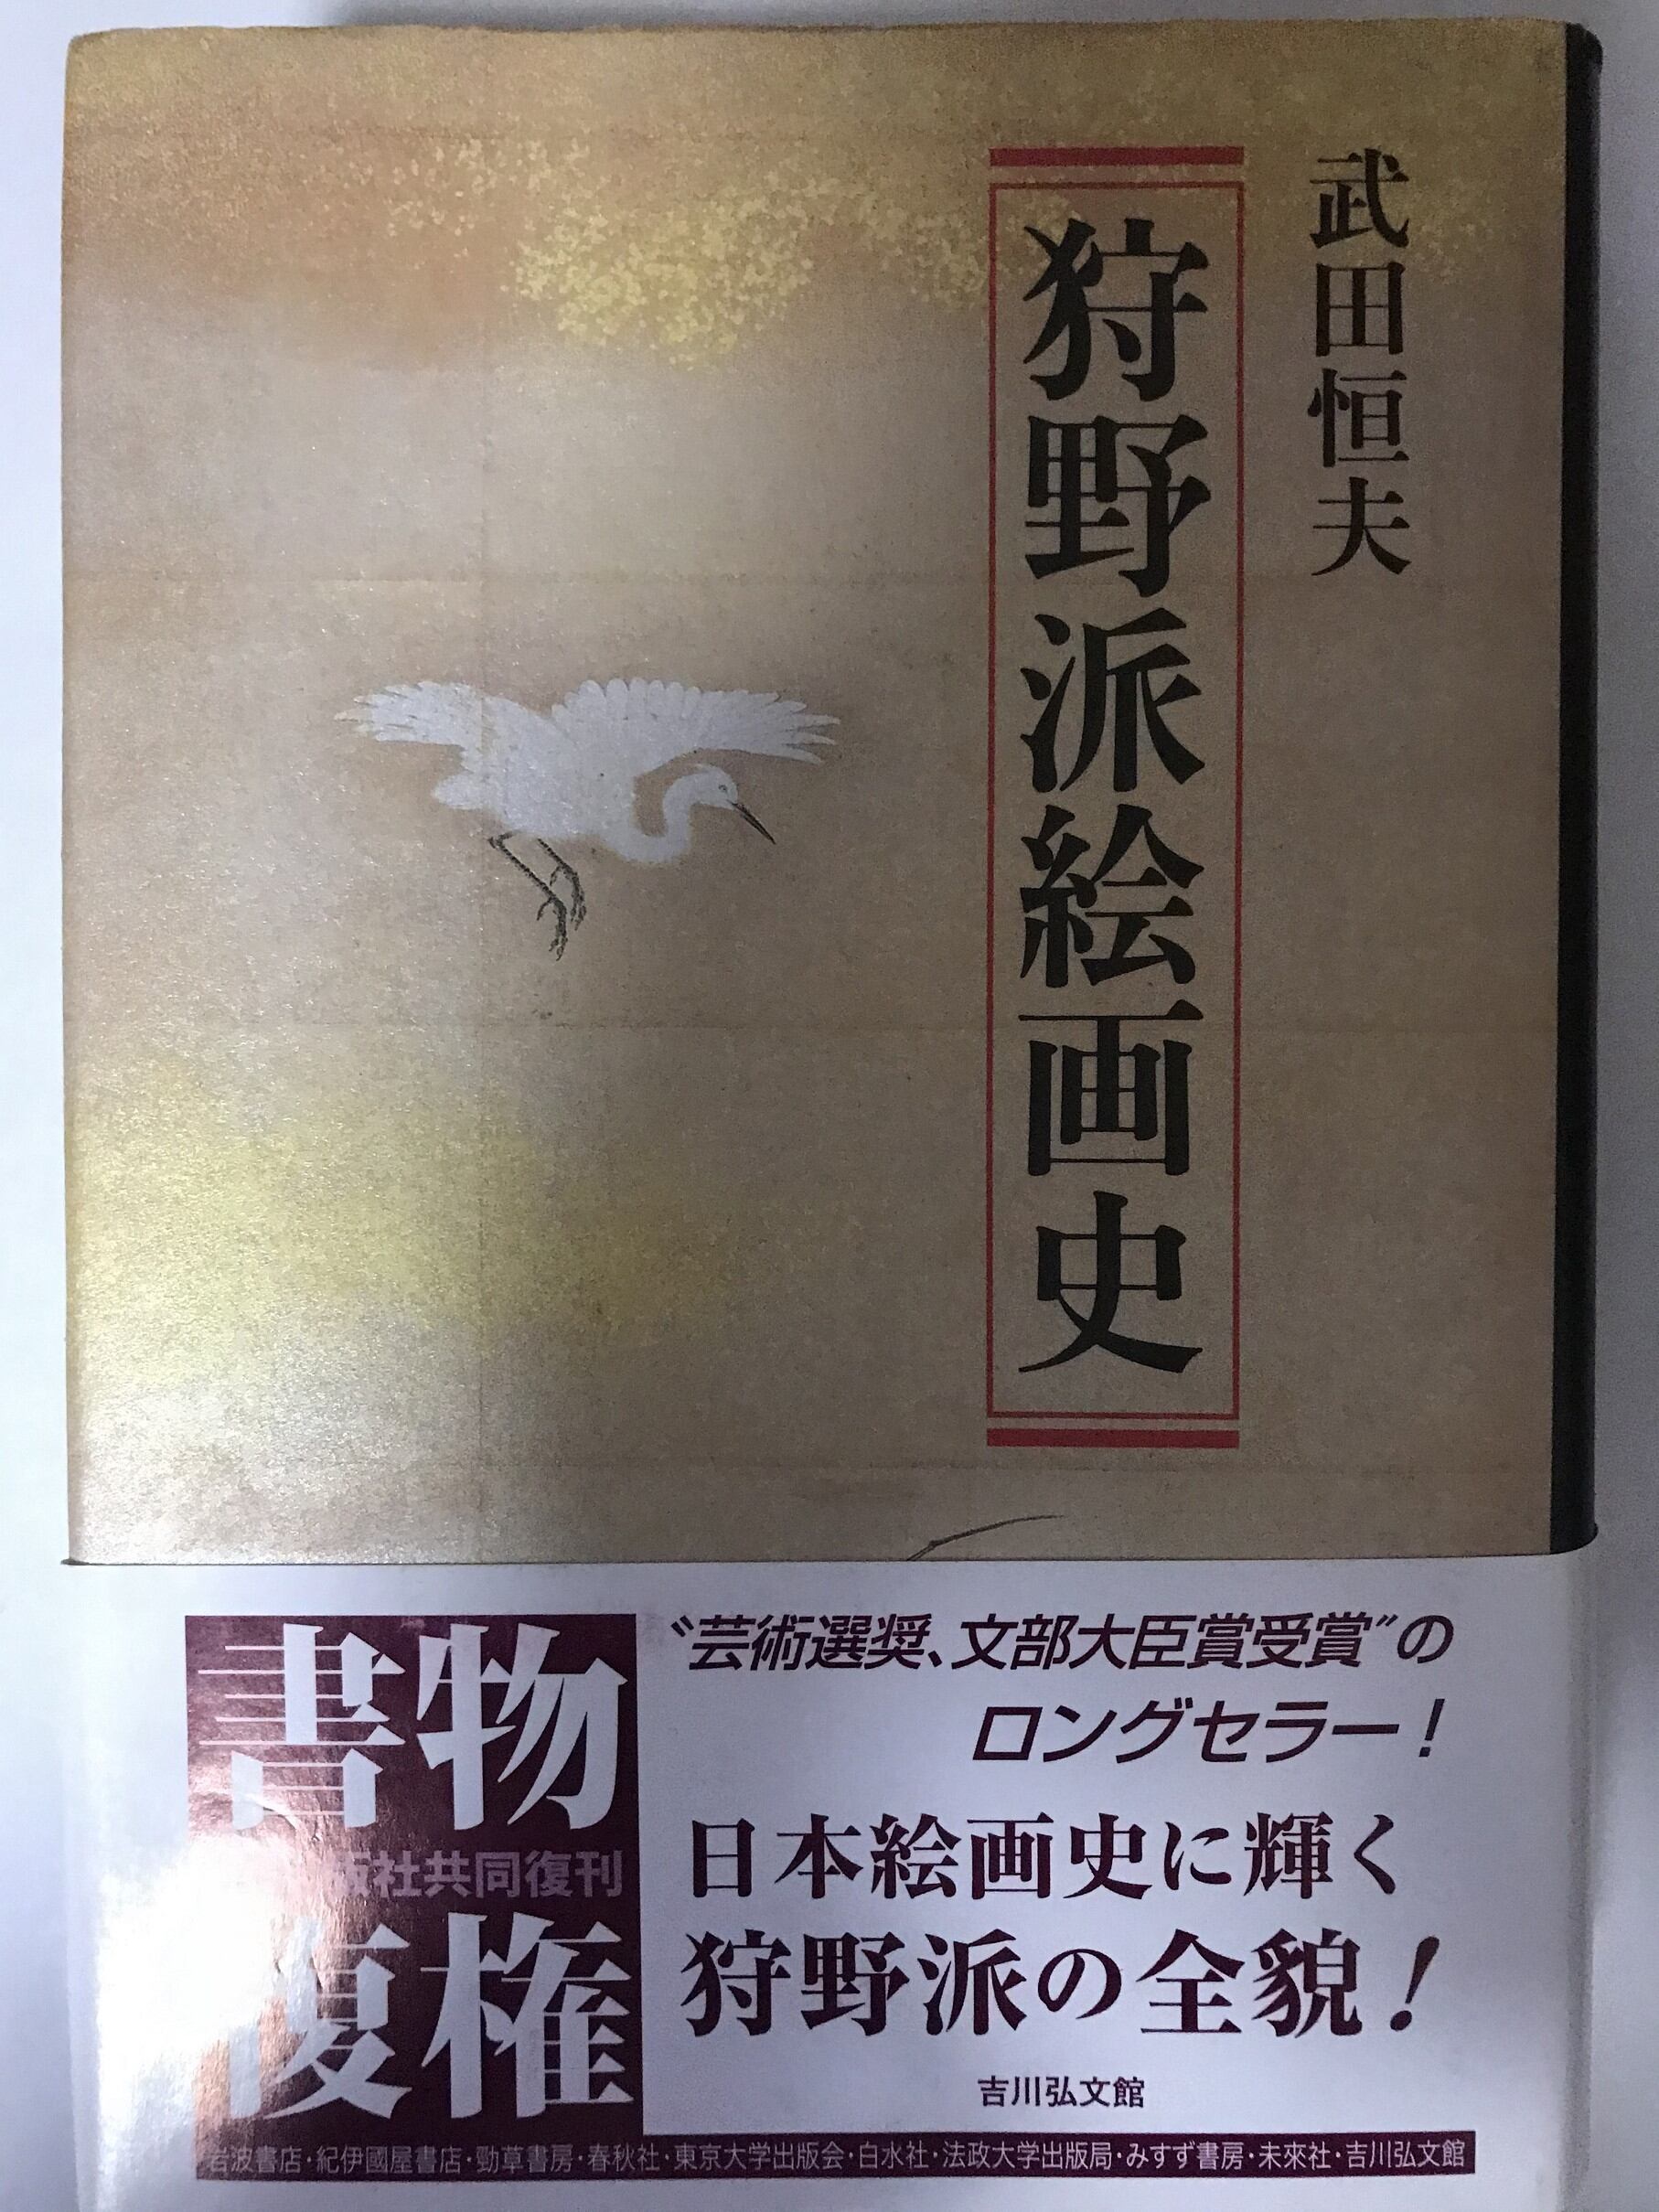 武田恒夫
狩野派絵画史
〝芸術選奨、文部大臣賞受賞〟の
ロングセラー！
日本絵画史に輝く
狩野派の全貌！
吉川弘文館
書物
版社共同復刊
復権
岩波書店・紀伊國屋書店・勁草書房・春秋社・東京大学出版会・白水社・法政大学出版局・みすず書房・未來社・吉川弘文館